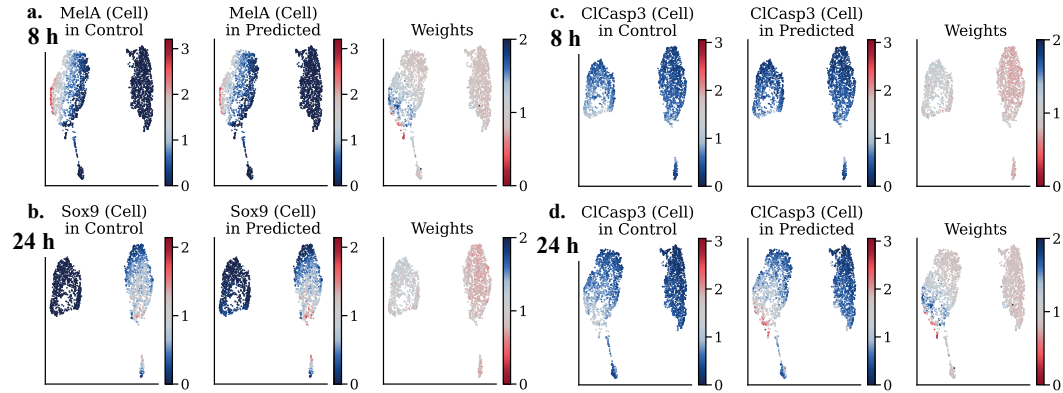 a.
8 h
MelA (Cell)
in Control
MelA (Cell)
in Predicted
Weights
3
2
1
0
3
2
1
0
2
1
0
c.
8 h
ClCasp3 (Cell)
in Control
ClCasp3 (Cell)
in Predicted
Weights
3
2
1
0
3
2
1
0
2
1
0
b.
24 h
Sox9 (Cell)
in Control
Sox9 (Cell)
in Predicted
Weights
2
1
0
2
1
0
2
1
0
d.
24 h
ClCasp3 (Cell)
in Control
ClCasp3 (Cell)
in Predicted
Weights
3
2
1
0
3
2
1
0
2
1
0